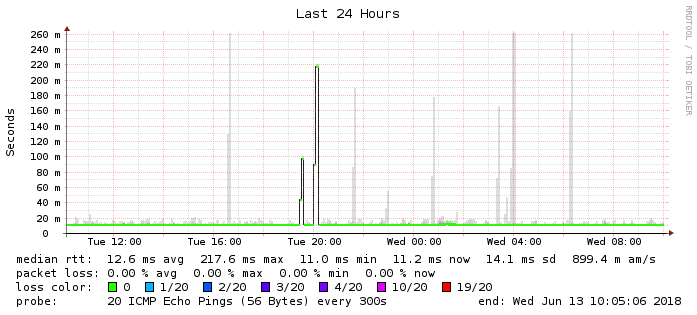 Last 24 Hours
RRDTOOL / TOBI OETIKER
Seconds
260 m
240 m
220 m
200 m
180 m
160 m
140 m
120 m
100 m
80 m
60 m
40 m
20 m
0
Tue 12:00 Tue 16:00 Tue 20:00 Wed 00:00 Wed 04:00 Wed 08:00
median rtt: 12.6 ms avg 217.6 ms max 11.0 ms min 11.2 ms now 14.1 ms sd 899.4 m am/s
packet loss: 0.00 % avg 0.00 % max 0.00 % min 0.00 % now
loss color: 0 1/20 2/20 3/20 4/20 10/20 19/20
probe: 20 ICMP Echo Pings (56 Bytes) every 300s end: Wed Jun 13 10:05:06 2018